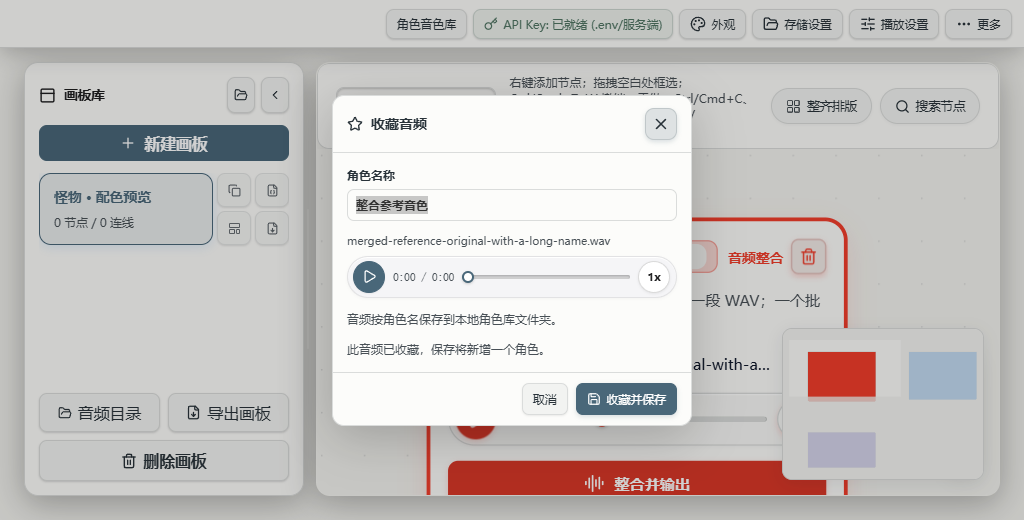 角色音色库
API Key: 已就绪 (.env/服务端)
外观
存储设置
播放设置
更多
画板库
新建画板
怪物 • 配色预览
0 节点 / 0 连线
音频目录
导出画板
删除画板
右键添加节点；拖拽空白处框选；
/Cmd+C、
整齐排版
搜索节点
收藏音频
角色名称
整合参考音色
merged-reference-original-with-a-long-name.wav
0:00 / 0:00
1x
音频按角色名保存到本地角色库文件夹。
此音频已收藏，保存将新增一个角色。
取消
收藏并保存
音频整合
一段 WAV；一个批
al-with-a...
整合并输出